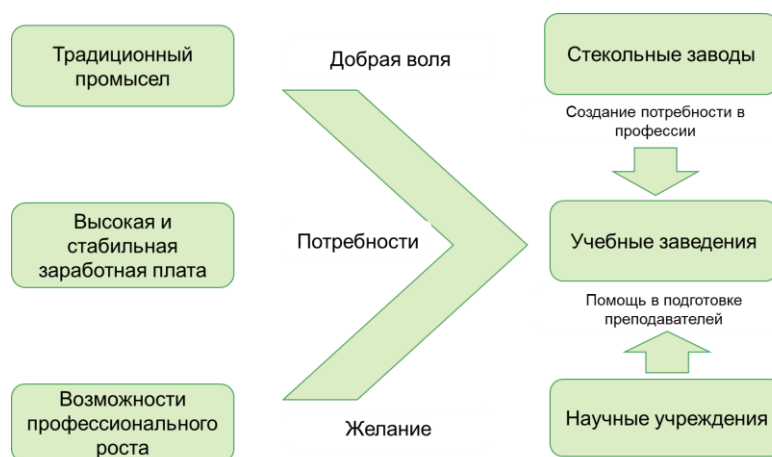 Традиционный
промысел
Добрая воля
Стекольные заводы
Создание потребности в
профессии
Высокая и
стабильная
заработная плата
Потребности
Учебные заведения
Помощь в подготовке
преподавателей
Возможности
профессионального
роста
Желание
Научные учреждения